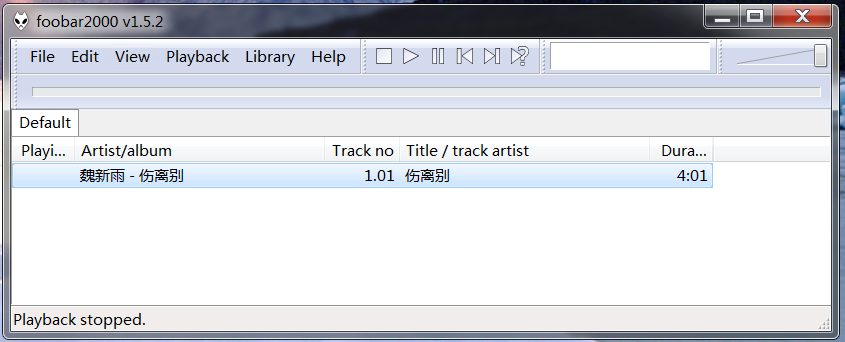 foobar2000 v1.5.2
File Edit View Playback Library Help
Default
Playi... Artist/album Track no Title / track artist Dura...
魏新雨 - 伤离别 1.01 伤离别 4:01
Playback stopped.